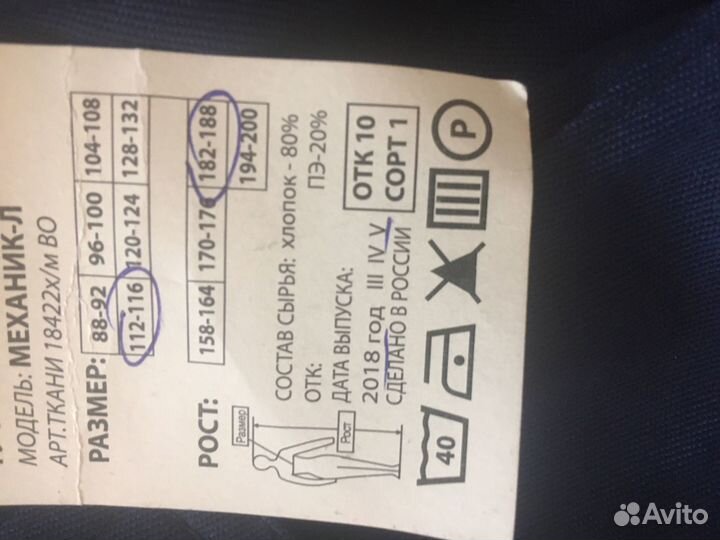 МОДЕЛЬ: МЕХАНИК-Л
АРТ.ТКАНИ 18422х/м ВО
РАЗМЕР: 88-92 96-100 104-108
112-116 120-124 128-132
РОСТ: 158-164 170-176 182-188
194-200
Размер
Рост
СОСТАВ СЫРЬЯ: хлопок - 80%
ПЭ-20%
ОТК:
ДАТА ВЫПУСКА:
2018 год III IV V
СДЕЛАНО В РОССИИ
ОТК 10
СОРТ 1
40
P
Avito